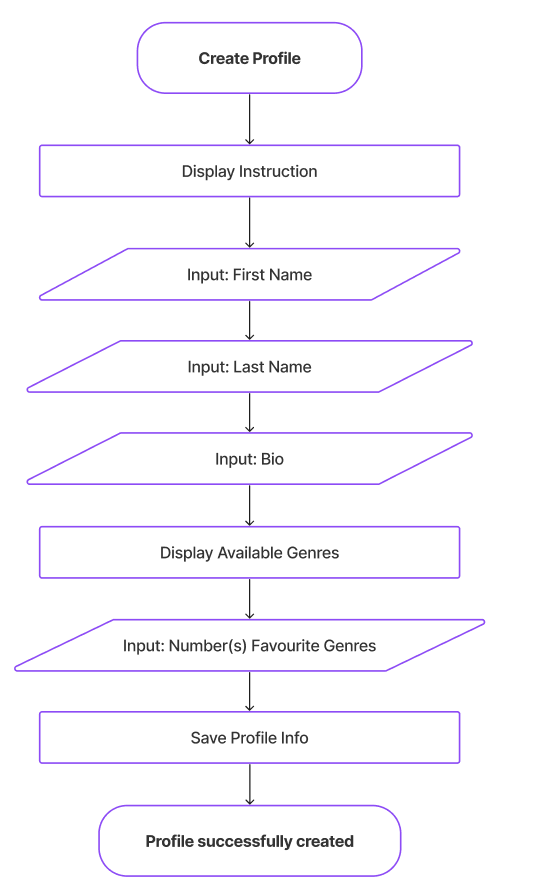 Create Profile
Display Instruction
Input: First Name
Input: Last Name
Input: Bio
Display Available Genres
Input: Number(s) Favourite Genres
Save Profile Info
Profile successfully created